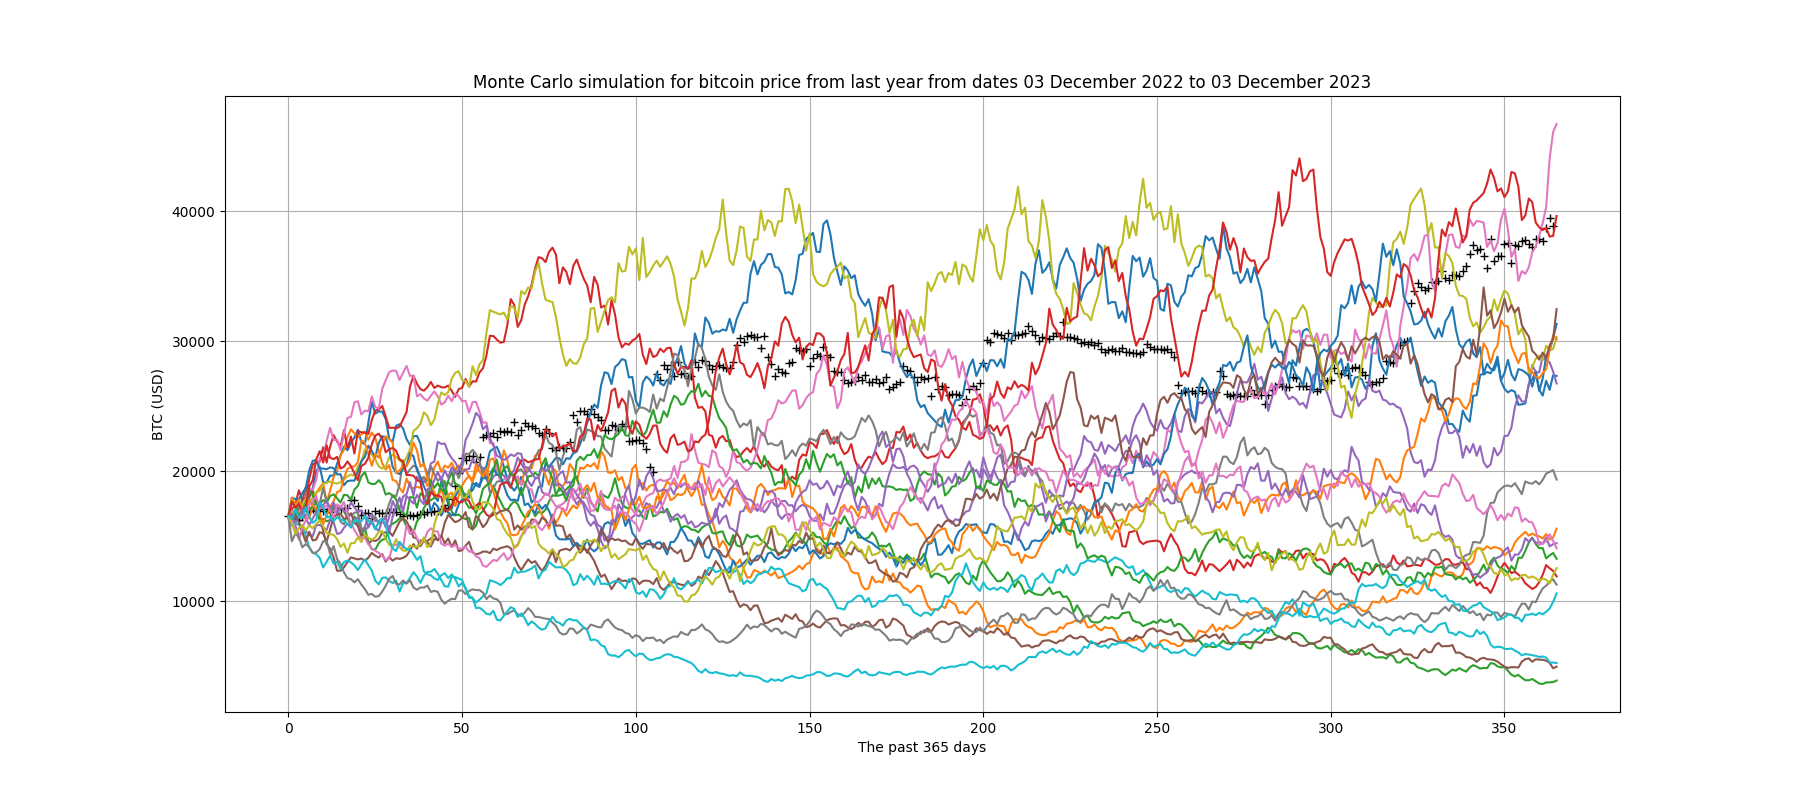 Monte Carlo simulation for bitcoin price from last year from dates 03 December 2022 to 03 December 2023
40000
30000
20000
10000
BTC (USD)
0 50 100 150 200 250 300 350
The past 365 days